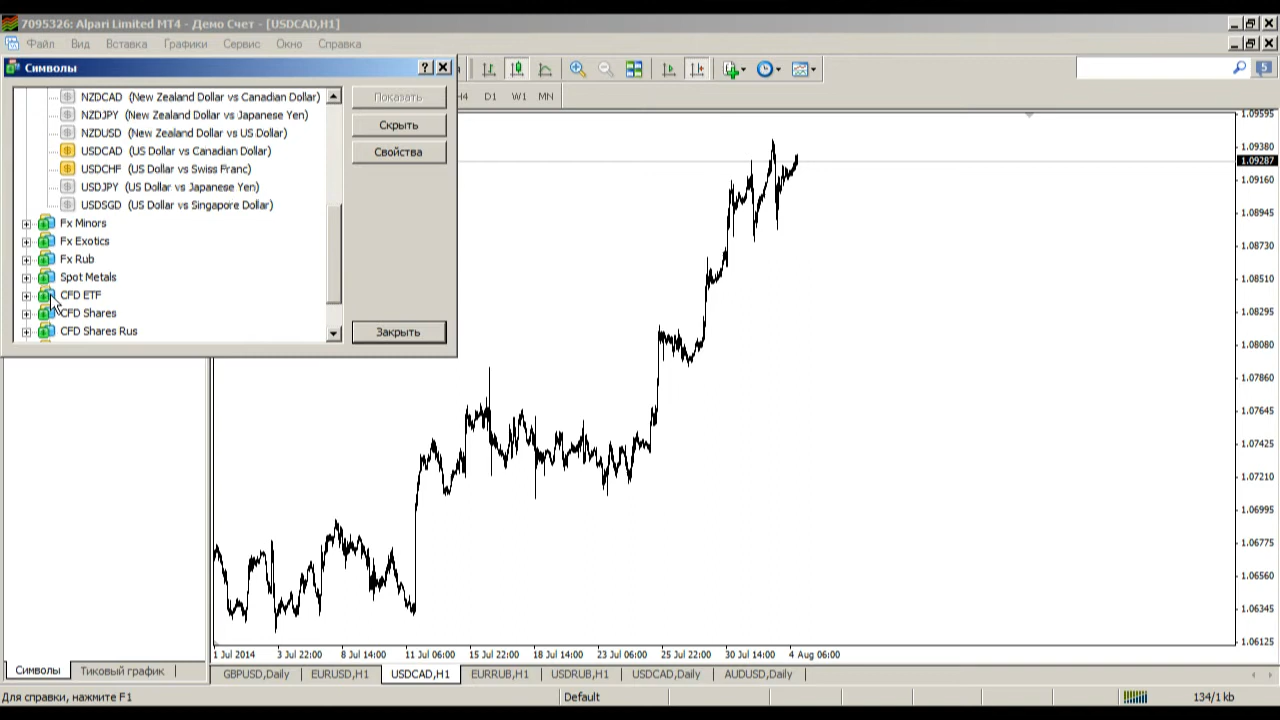 7095326: Alpari Limited MT4 - Демо Счет - [USDCAD,H1]
Файл Вид Вставка Графики Сервис Окно Справка
Символы
5
H4 D1 W1 MN
NZDCAD (New Zealand Dollar vs Canadian Dollar)
NZDJPY (New Zealand Dollar vs Japanese Yen)
NZDUSD (New Zealand Dollar vs US Dollar)
USDCAD (US Dollar vs Canadian Dollar)
USDCHF (US Dollar vs Swiss Franc)
USDJPY (US Dollar vs Japanese Yen)
USDSGD (US Dollar vs Singapore Dollar)
Fx Minors
Fx Exotics
Fx Rub
Spot Metals
CFD ETF
CFD Shares
CFD Shares Rus
Показать
Скрыть
Свойства
Закрыть
1.09595
1.09380
1.09287
1.09160
1.08945
1.08730
1.08510
1.08295
1.08080
1.07860
1.07645
1.07425
1.07210
1.06995
1.06775
1.06560
1.06345
1.06125
1 Jul 2014 3 Jul 22:00 8 Jul 14:00 11 Jul 06:00 15 Jul 22:00 18 Jul 14:00 23 Jul 06:00 25 Jul 22:00 30 Jul 14:00 4 Aug 06:00
Символы Тиковый график
GBPUSD,Daily EURUSD,H1 USDCAD,H1 EURRUB,H1 USDRUB,H1 USDCAD,Daily AUDUSD,Daily
Для справки, нажмите F1 Default 134/1 kb